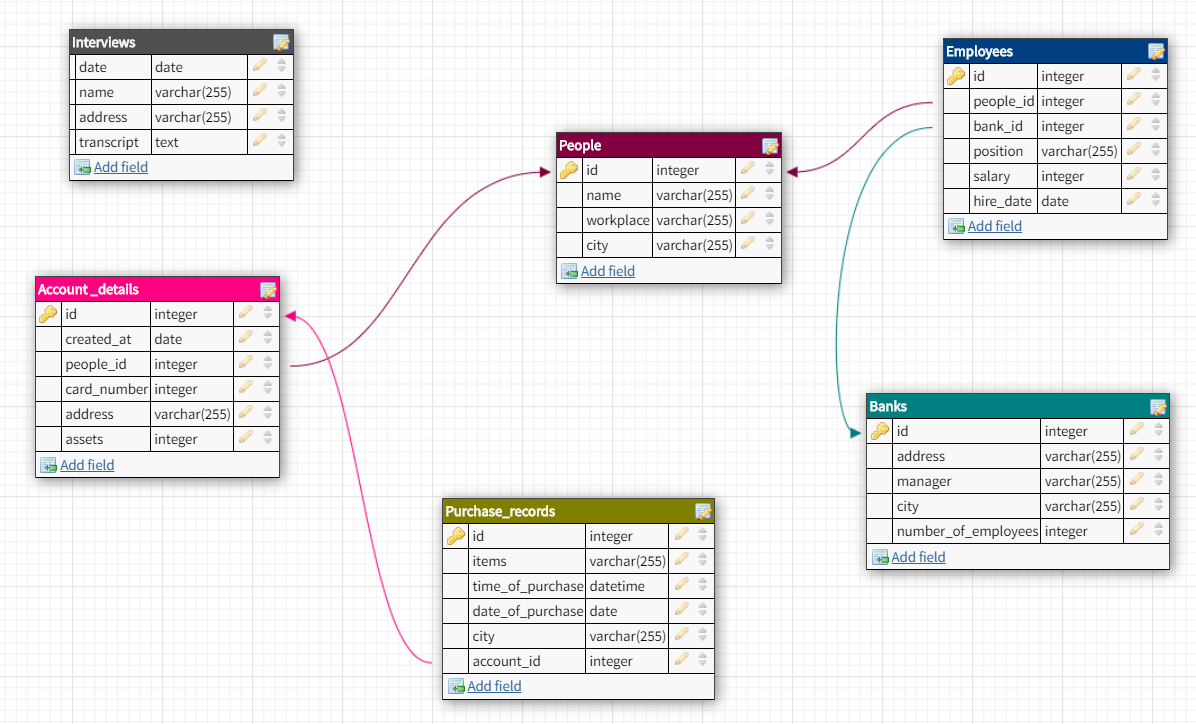 Interviews
date date
name varchar(255)
address varchar(255)
transcript text
Add field
Employees
id integer
people_id integer
bank_id integer
position varchar(255)
salary integer
hire_date date
Add field
People
id integer
name varchar(255)
workplace varchar(255)
city varchar(255)
Add field
Account_details
id integer
created_at date
people_id integer
card_number integer
address varchar(255)
assets integer
Add field
Banks
id integer
address varchar(255)
manager varchar(255)
city varchar(255)
number_of_employees integer
Add field
Purchase_records
id integer
items varchar(255)
time_of_purchase datetime
date_of_purchase date
city varchar(255)
account_id integer
Add field